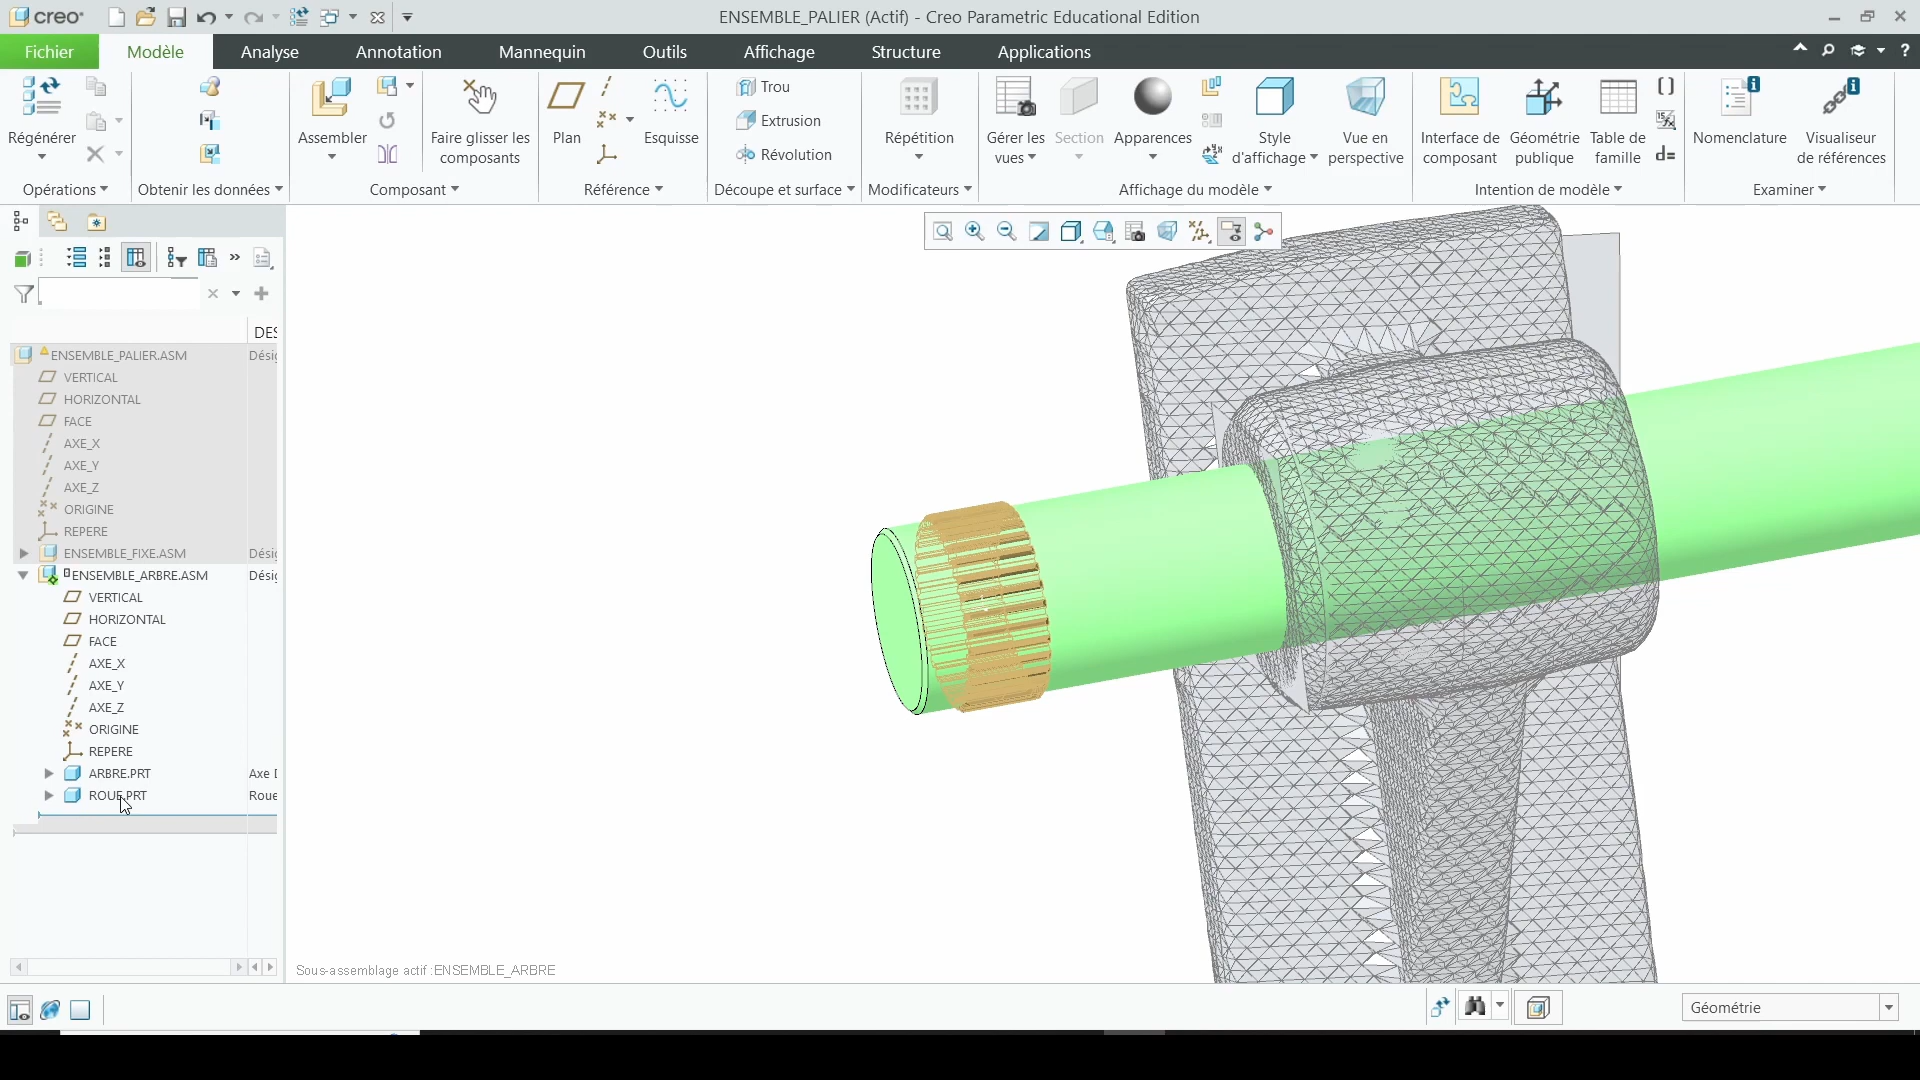 creo
ENSEMBLE_PALIER (Actif) - Creo Parametric Educational Edition
Fichier
Modèle
Analyse
Annotation
Mannequin
Outils
Affichage
Structure
Applications
Régénérer
Assembler
Faire glisser les
composants
Plan
Esquisse
Trou
Extrusion
Révolution
Répétition
Gérer les
vues
Section
Apparences
Style
d'affichage
Vue en
perspective
Interface de
composant
Géométrie
publique
Table de
famille
Nomenclature
Visualiseur
de références
Opérations
Obtenir les données
Composant
Référence
Découpe et surface
Modificateurs
Affichage du modèle
Intention de modèle
Examiner
DES
ENSEMBLE_PALIER.ASM
VERTICAL
HORIZONTAL
FACE
AXE_X
AXE_Y
AXE_Z
ORIGINE
REPERE
ENSEMBLE_FIXE.ASM
ENSEMBLE_ARBRE.ASM
VERTICAL
HORIZONTAL
FACE
AXE_X
AXE_Y
AXE_Z
ORIGINE
REPERE
ARBRE.PRT
Axe
ROUE.PRT
Roue
Sous-assemblage actif :ENSEMBLE_ARBRE
Géométrie